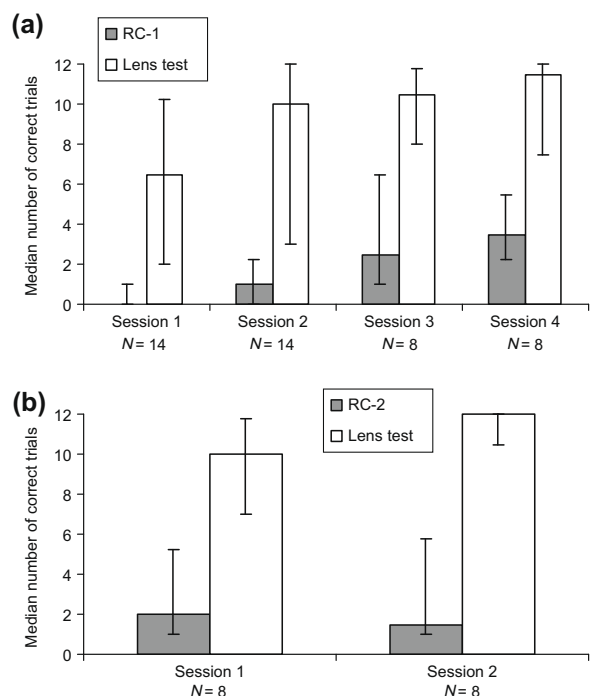 (a)
RC-1
Lens test
Median number of correct trials
12
10
8
6
4
2
0
Session 1 Session 2 Session 3 Session 4
N = 14 N = 14 N = 8 N = 8
(b)
RC-2
Lens test
Median number of correct trials
12
10
8
6
4
2
0
Session 1 Session 2
N = 8 N = 8